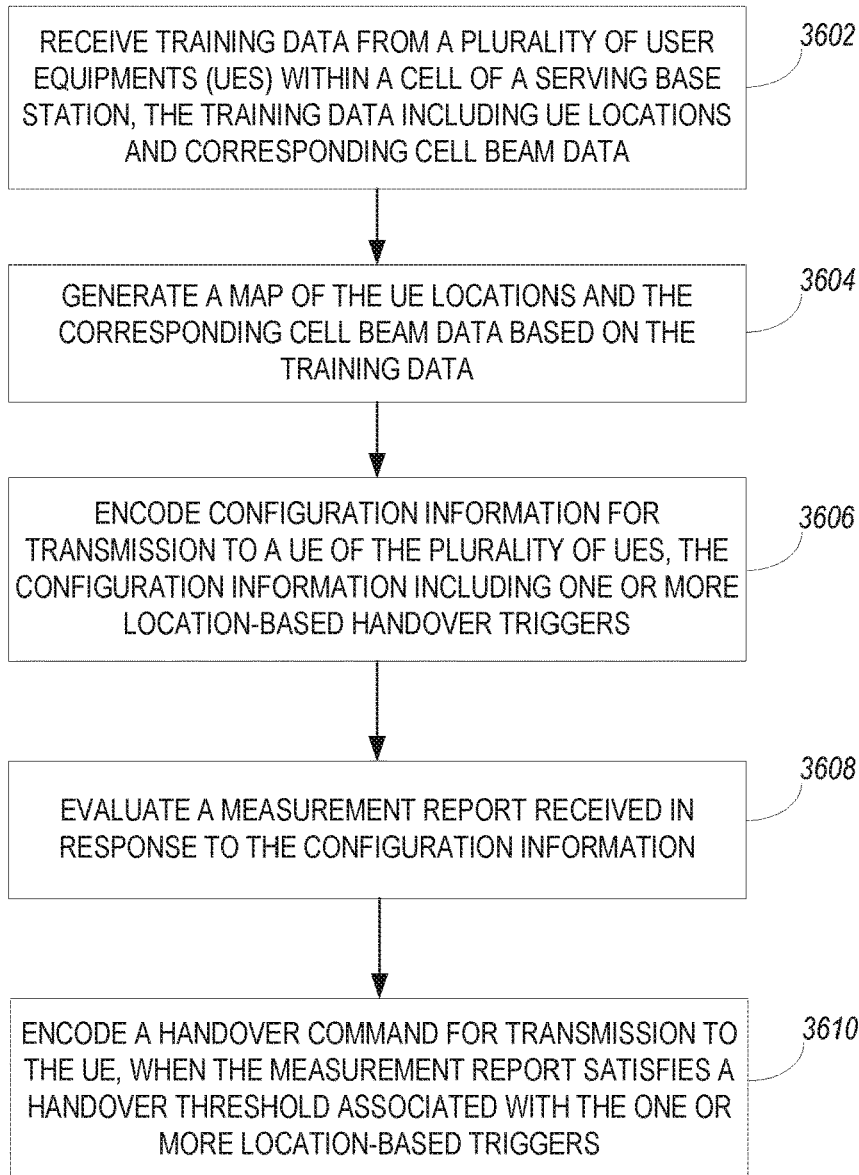 RECEIVE TRAINING DATA FROM A PLURALITY OF USER
EQUIPMENTS (UES) WITHIN A CELL OF A SERVING BASE
STATION, THE TRAINING DATA INCLUDING UE LOCATIONS
AND CORRESPONDING CELL BEAM DATA
3602
GENERATE A MAP OF THE UE LOCATIONS AND THE
CORRESPONDING CELL BEAM DATA BASED ON THE
TRAINING DATA
3604
ENCODE CONFIGURATION INFORMATION FOR
TRANSMISSION TO A UE OF THE PLURALITY OF UES, THE
CONFIGURATION INFORMATION INCLUDING ONE OR MORE
LOCATION-BASED HANDOVER TRIGGERS
3606
EVALUATE A MEASUREMENT REPORT RECEIVED IN
RESPONSE TO THE CONFIGURATION INFORMATION
3608
ENCODE A HANDOVER COMMAND FOR TRANSMISSION TO
THE UE, WHEN THE MEASUREMENT REPORT SATISFIES A
HANDOVER THRESHOLD ASSOCIATED WITH THE ONE OR
MORE LOCATION-BASED TRIGGERS
3610